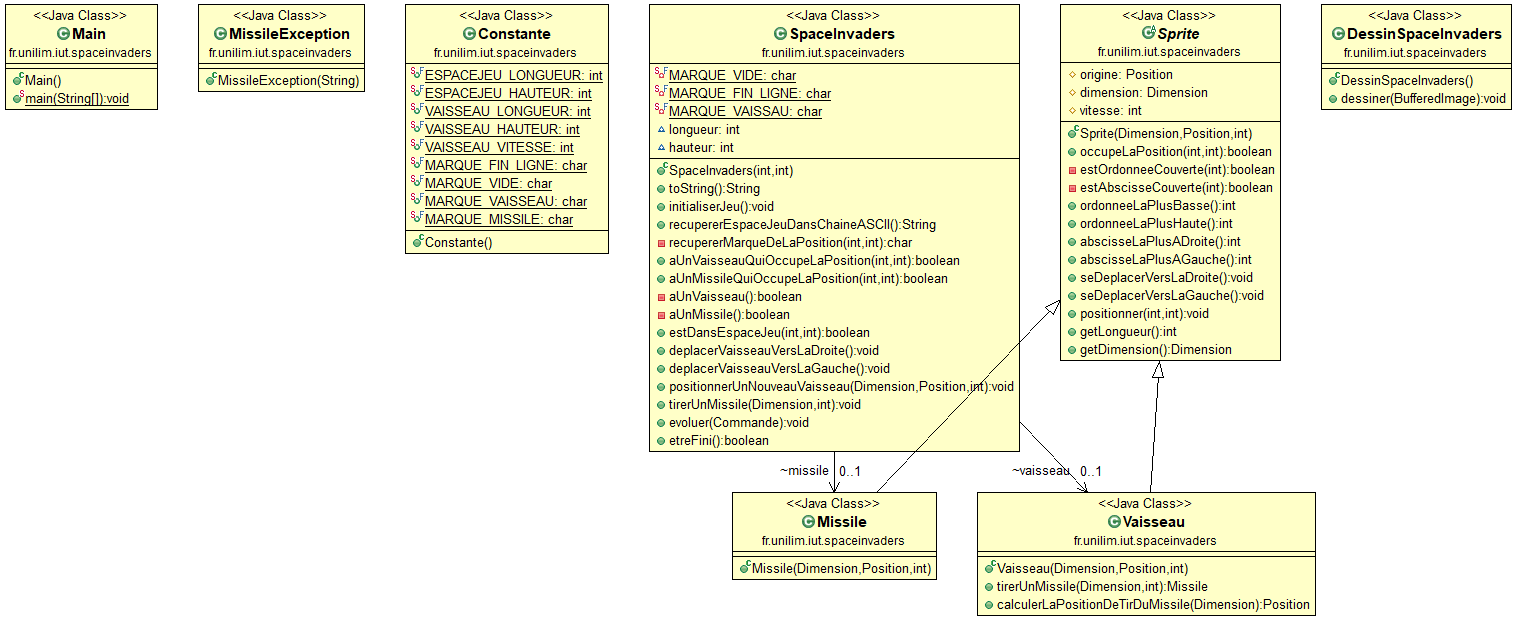 <<Java Class>>
Main
fr.unilim.iut.spaceinvaders
Main()
main(String[]):void
<<Java Class>>
MissileException
fr.unilim.iut.spaceinvaders
MissileException(String)
<<Java Class>>
Constante
fr.unilim.iut.spaceinvaders
ESPACEJEU_LONGUEUR: int
ESPACEJEU_HAUTEUR: int
VAISSEAU_LONGUEUR: int
VAISSEAU_HAUTEUR: int
VAISSEAU_VITESSE: int
MARQUE_FIN_LIGNE: char
MARQUE_VIDE: char
MARQUE_VAISSEAU: char
MARQUE_MISSILE: char
Constante()
<<Java Class>>
SpaceInvaders
fr.unilim.iut.spaceinvaders
MARQUE_VIDE: char
MARQUE_FIN_LIGNE: char
MARQUE_VAISSAU: char
longueur: int
hauteur: int
SpaceInvaders(int,int)
toString():String
initialiserJeu():void
recupererEspaceJeuDansChaineASCII():String
recupererMarqueDeLaPosition(int,int):char
aUnVaisseauQuiOccupeLaPosition(int,int):boolean
aUnMissileQuiOccupeLaPosition(int,int):boolean
aUnVaisseau():boolean
aUnMissile():boolean
estDansEspaceJeu(int,int):boolean
deplacerVaisseauVersLaDroite():void
deplacerVaisseauVersLaGauche():void
positionnerUnNouveauVaisseau(Dimension,Position,int):void
tirerUnMissile(Dimension,int):void
evoluer(Commande):void
etreFini():boolean
<<Java Class>>
Sprite
fr.unilim.iut.spaceinvaders
origine: Position
dimension: Dimension
vitesse: int
Sprite(Dimension,Position,int)
occupeLaPosition(int,int):boolean
estOrdonneeCouverte(int):boolean
estAbscisseCouverte(int):boolean
ordonneeLaPlusBasse():int
ordonneeLaPlusHaute():int
abscisseLaPlusADroite():int
abscisseLaPlusAGauche():int
seDeplacerVersLaDroite():void
seDeplacerVersLaGauche():void
positionner(int,int):void
getLongueur():int
getDimension():Dimension
<<Java Class>>
DessinSpaceInvaders
fr.unilim.iut.spaceinvaders
DessinSpaceInvaders()
dessiner(BufferedImage):void
~missile 0..1
~vaisseau 0..1
<<Java Class>>
Missile
fr.unilim.iut.spaceinvaders
Missile(Dimension,Position,int)
<<Java Class>>
Vaisseau
fr.unilim.iut.spaceinvaders
Vaisseau(Dimension,Position,int)
tirerUnMissile(Dimension,int):Missile
calculerLaPositionDeTirDuMissile(Dimension):Position